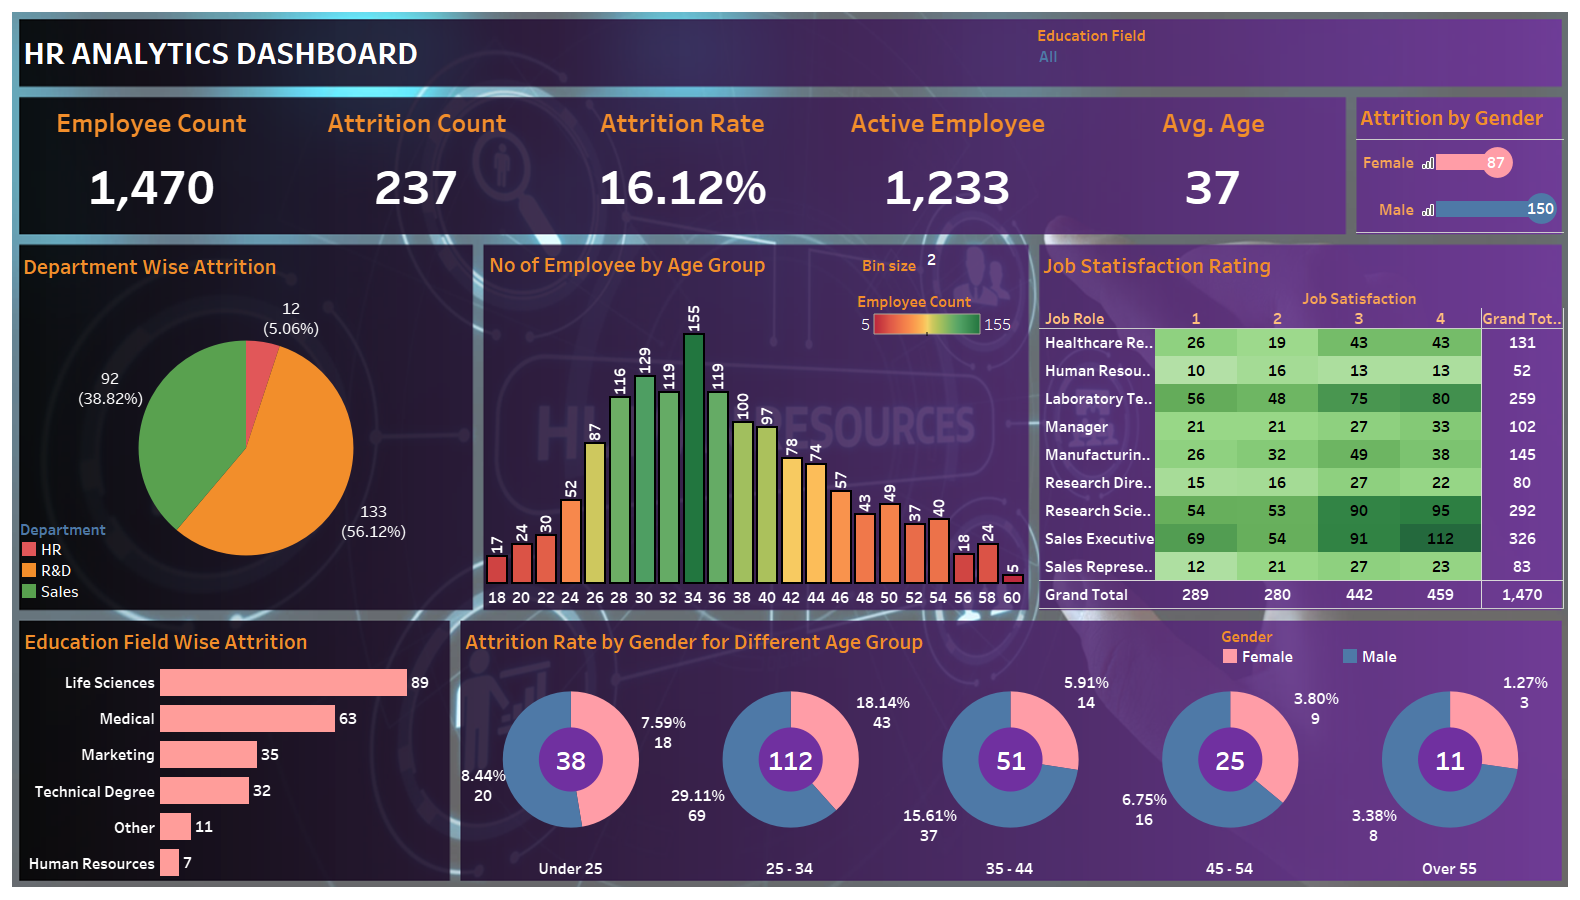 HR ANALYTICS DASHBOARD
Education Field
All
Employee Count
Attrition Count
Attrition Rate
Active Employee
Avg. Age
1,470
237
16.12%
1,233
37
Attrition by Gender
Female 87
Male 150
Department Wise Attrition
12
(5.06%)
92
(38.82%)
133
(56.12%)
Department
HR
R&D
Sales
No of Employee by Age Group
Bin size 2
Employee Count
5 155
17 24 30 52 87 116 129 119 155 119 100 97 78 74 57 43 49 37 40 18 24 5
18 20 22 24 26 28 30 32 34 36 38 40 42 44 46 48 50 52 54 56 58 60
HUMAN RESOURCES
Job Statisfaction Rating
Job Satisfaction
Job Role 1 2 3 4 Grand Tot..
Healthcare Re.. 26 19 43 43 131
Human Resou.. 10 16 13 13 52
Laboratory Te.. 56 48 75 80 259
Manager 21 21 27 33 102
Manufacturin.. 26 32 49 38 145
Research Dire.. 15 16 27 22 80
Research Scie.. 54 53 90 95 292
Sales Executive 69 54 91 112 326
Sales Represe.. 12 21 27 23 83
Grand Total 289 280 442 459 1,470
Education Field Wise Attrition
Life Sciences 89
Medical 63
Marketing 35
Technical Degree 32
Other 11
Human Resources 7
Attrition Rate by Gender for Different Age Group
Gender
Female
Male
7.59%
18
38
8.44%
20
Under 25
18.14%
43
112
29.11%
69
25 - 34
5.91%
14
51
15.61%
37
35 - 44
3.80%
9
25
6.75%
16
45 - 54
1.27%
3
11
3.38%
8
Over 55